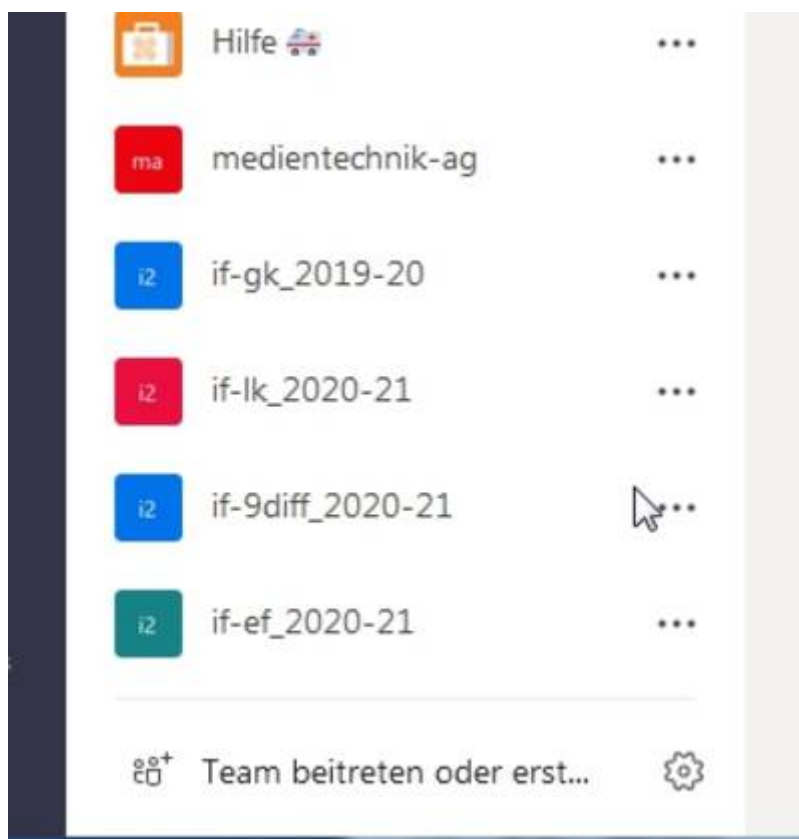 Hilfe 🚑
ma medientechnik-ag
i2 if-gk_2019-20
i2 if-lk_2020-21
i2 if-9diff_2020-21
i2 if-ef_2020-21
Team beitreten oder erst...